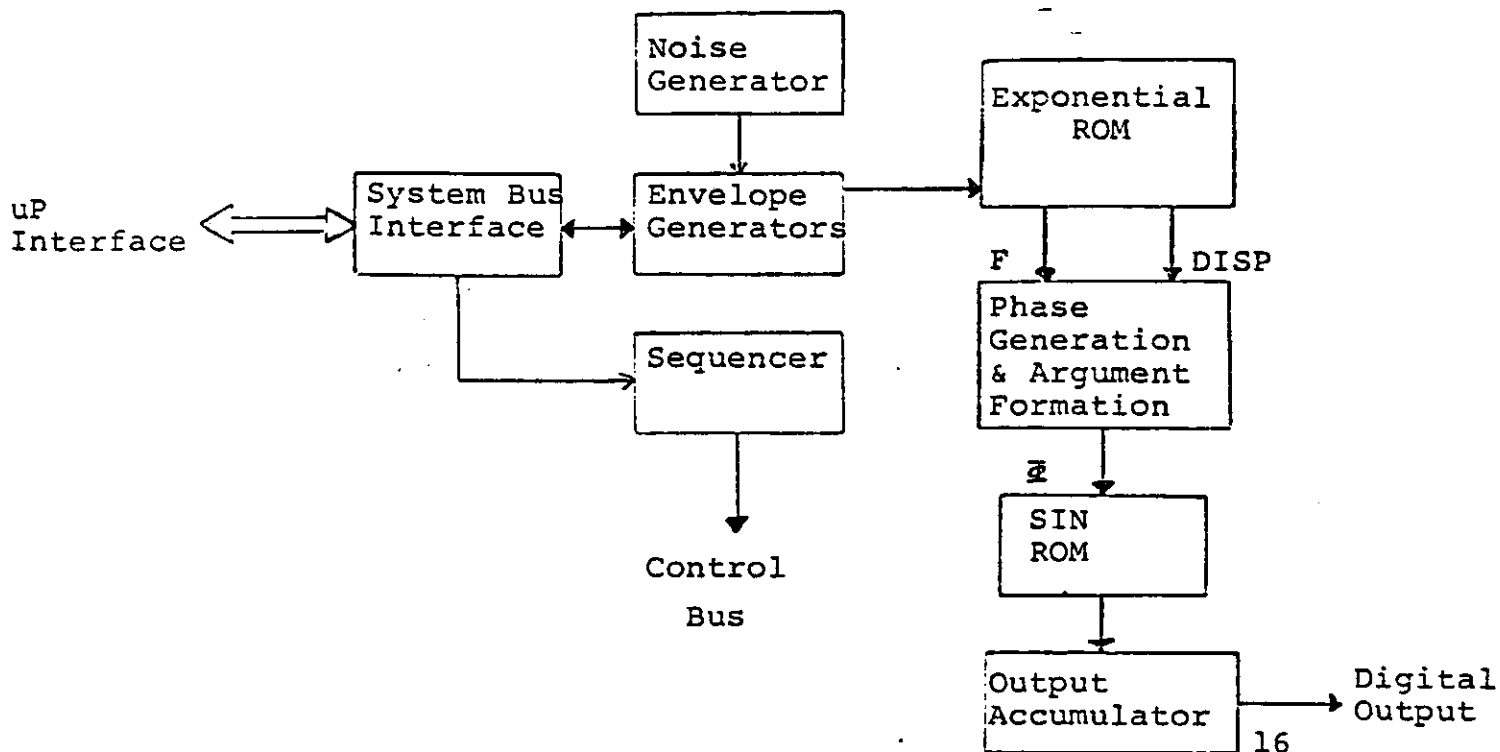 Noise
Generator
Exponential
ROM
uP
Interface
System Bus
Interface
Envelope
Generators
F
DISP
Phase
Generation
& Argument
Formation
Sequencer
Φ
SIN
ROM
Control
Bus
Output
Accumulator
16
Digital
Output